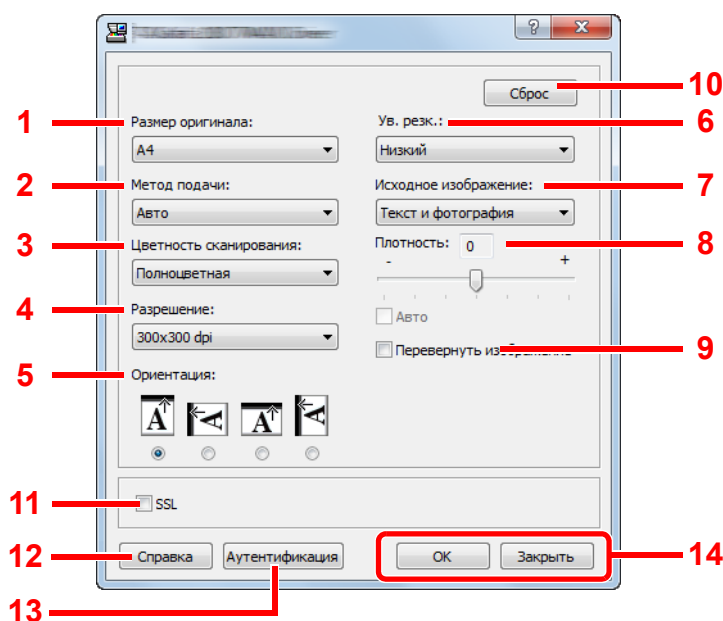 Сброс
10
1
6
Размер оригинала:
Ув. резк.:
A4
Низкий
2
7
Метод подачи:
Исходное изображение:
Авто
Текст и фотография
3
8
Цветность сканирования:
Плотность: 0
- +
Полноцветная
4
Разрешение:
Авто
300x300 dpi
9
Перевернуть изображение
5
Ориентация:
A A A A
11
SSL
12
Справка
Аутентификация
OK
Закрыть
14
13